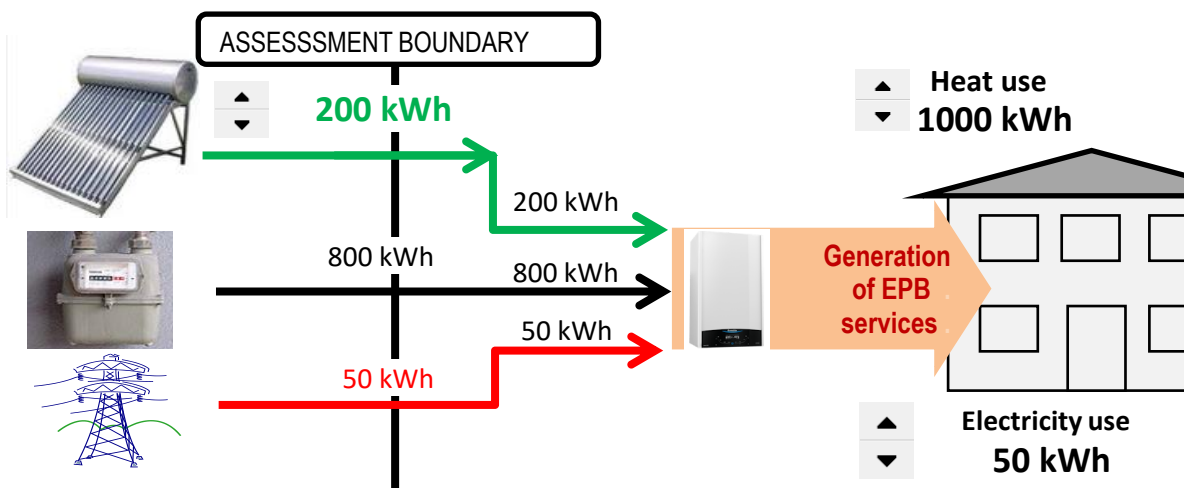 ASSESSSMENT BOUNDARY
200 kWh
Heat use
1000 kWh
200 kWh
800 kWh
800 kWh
Generation
of EPB
services
50 kWh
50 kWh
Electricity use
50 kWh